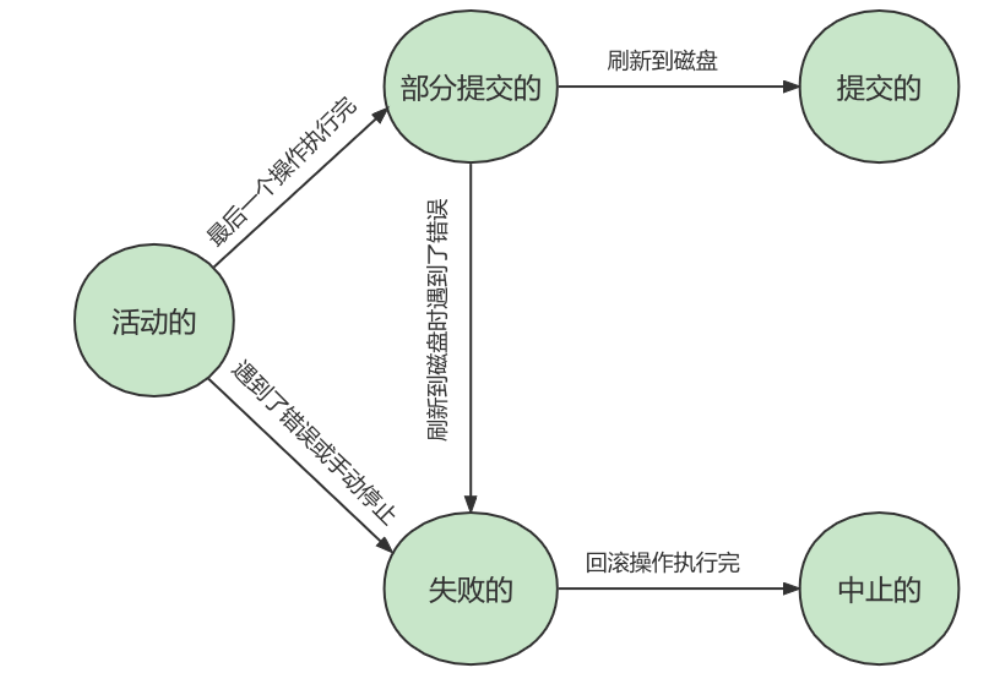 部分提交的
刷新到磁盘
提交的
最后一个操作执行完
活动的
刷新到磁盘时遇到了错误
遇到了错误或手动停止
失败的
回滚操作执行完
中止的